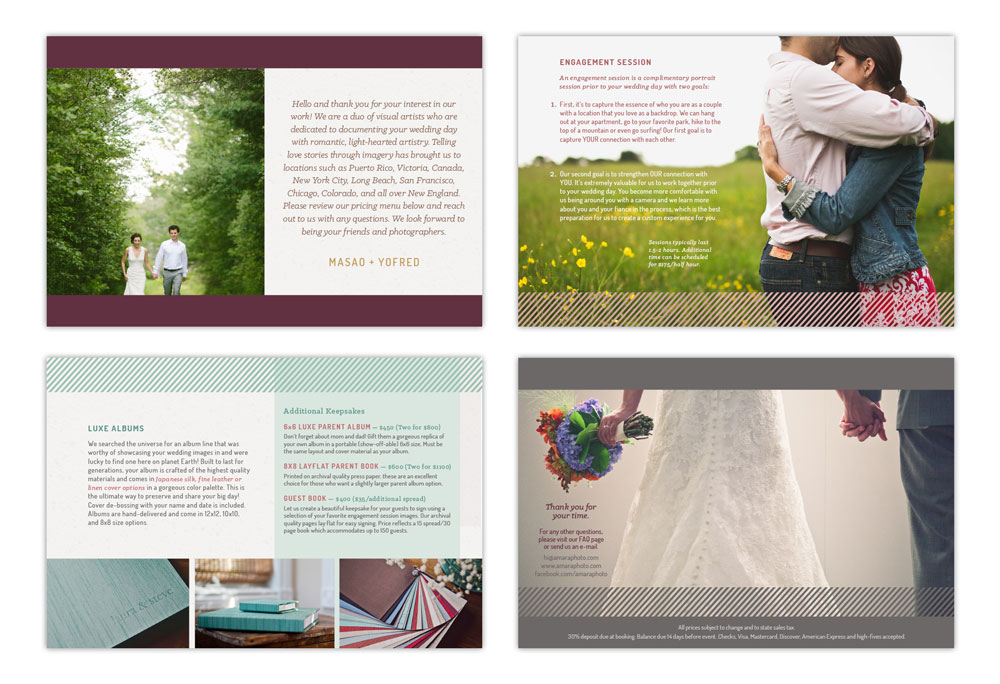 Hello and thank you for your interest in our
work! We are a duo of visual artists who are
dedicated to documenting your wedding day
with romantic, light-hearted artistry. Telling
love stories through imagery has brought us to
locations such as Puerto Rico, Victoria, Canada,
New York City, Long Beach, San Francisco,
Chicago, Colorado, and all over New England.
Please review our pricing menu below and reach
out to us with any questions. We look forward to
being your friends and photographers.
MASAO + YOFRED
ENGAGEMENT SESSION
An engagement session is a complimentary portrait
session prior to your wedding day with two goals:
1. First, it's to capture the essence of who you are as a couple
with a location that you love as a backdrop. We can hang
out at your apartment, go to your favorite park, hike to the
top of a mountain or even go surfing! Our first goal is to
capture YOUR connection with each other.
2. Our second goal is to strengthen OUR connection with
YOU. It's extremely valuable for us to work together prior
to your wedding day. You become more comfortable with
us being around you with a camera and we learn more
about you and your fiance in the process, which is the best
preparation for us to create a custom experience for you.
Sessions typically last
1.5-2 hours. Additional
time can be scheduled
for $175/half hour.
LUXE ALBUMS
We searched the universe for an album line that was
worthy of showcasing your wedding images in and were
lucky to find one here on planet Earth! Built to last for
generations, your album is crafted of the highest quality
materials and comes in Japanese silk, fine leather or
linen cover options in a gorgeous color palette. This is
the ultimate way to preserve and share your big day!
Cover de-bossing with your name and date is included.
Albums are hand-delivered and come in 12x12, 10x10,
and 8x8 size options.
Additional Keepsakes
6x6 LUXE PARENT ALBUM — $450 (Two for $800)
Don't forget about mom and dad! Gift them a gorgeous replica of
your own album in a portable (show-off-able) 6x6 size. Must be
the same layout and cover material as your album.
8X8 LAYFLAT PARENT BOOK — $600 (Two for $1100)
Printed on archival quality press paper, these are an excellent
choice for those who want a slightly larger parent album option.
GUEST BOOK — $400 ($35/additional spread)
Let us create a beautiful keepsake for your guests to sign using a
selection of your favorite engagement session images. Our archival
quality pages lay flat for easy signing. Price reflects a 15 spread/30
page book which accommodates up to 150 guests.
laura & steve
Thank you for
your time.
For any other questions,
please visit our FAQ page
or send us an e-mail.
hi@amaraphoto.com
www.amaraphoto.com
facebook.com/amaraphoto
All prices subject to change and to state sales tax.
30% deposit due at booking. Balance due 14 days before event. Checks, Visa, Mastercard, Discover, American Express and high-fives accepted.